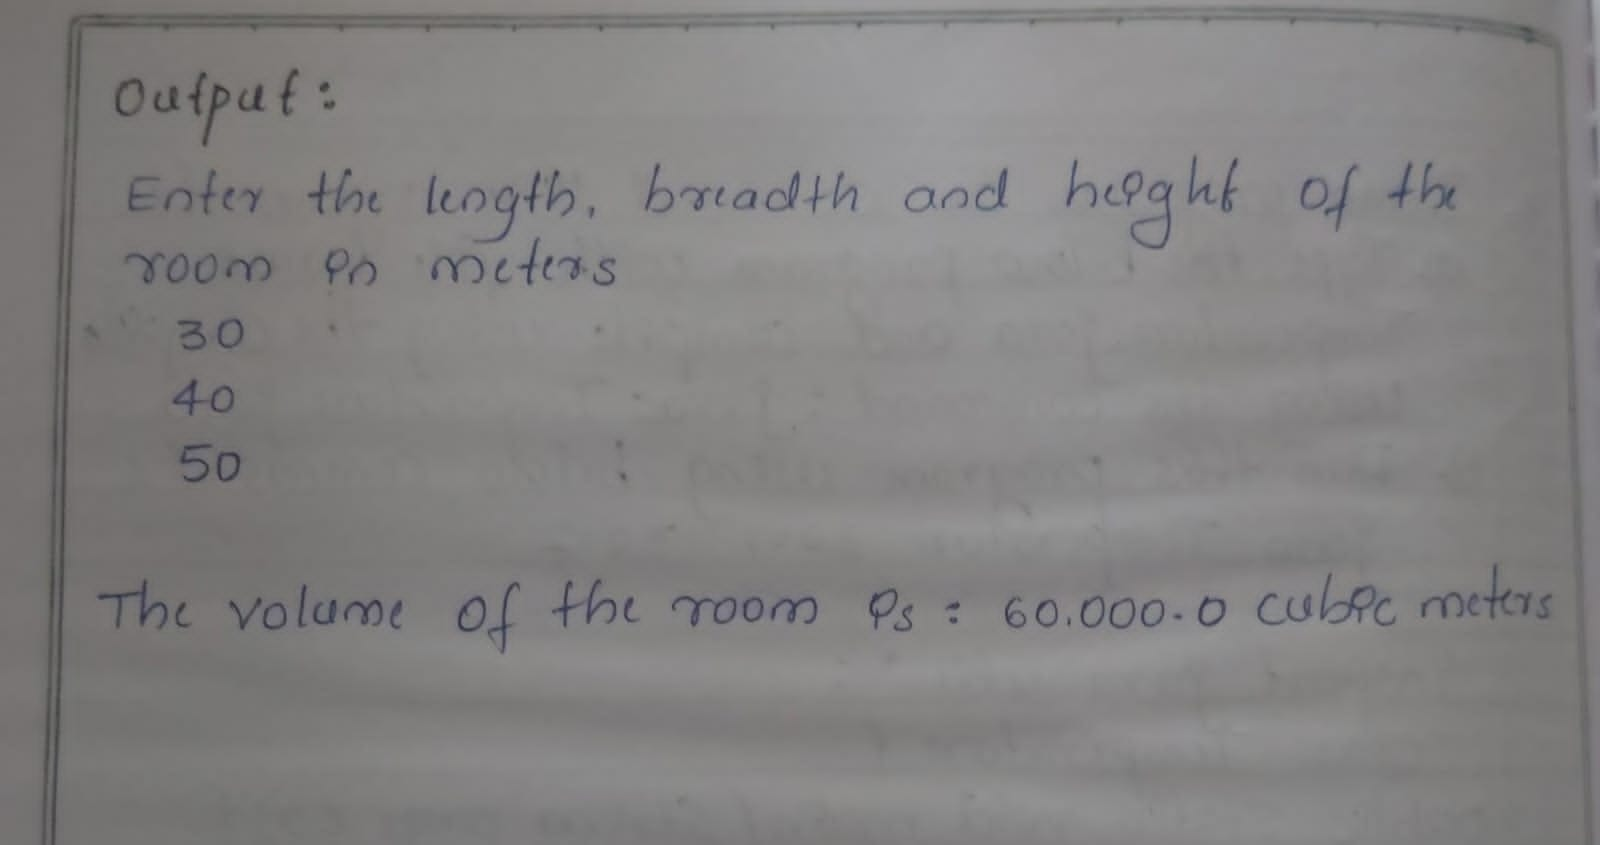 Output:
Enter the length, breadth and height of the
room in meters
30
40
50
The volume of the room is : 60.000.0 cubic meters